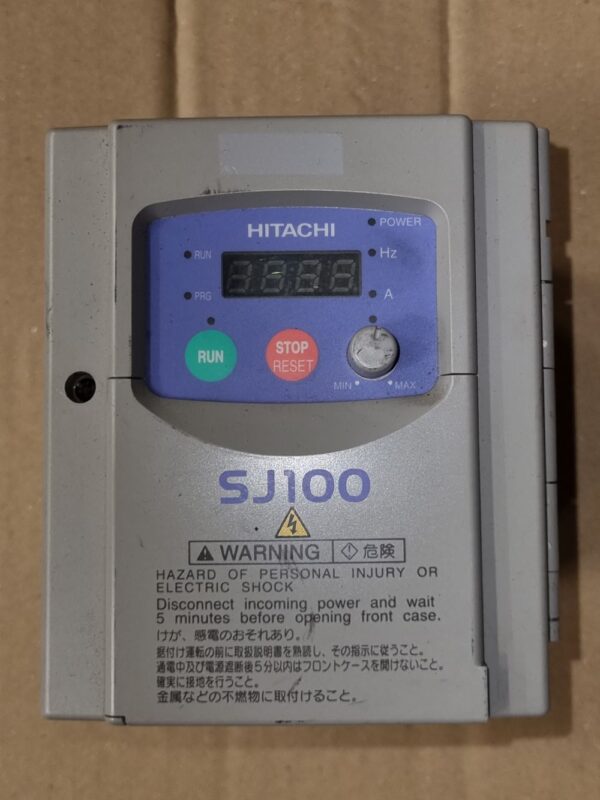 HITACHI
POWER
RUN
Hz
PRG
A
RUN
STOP
RESET
MIN
MAX
SJ100
WARNING
危険
HAZARD OF PERSONAL INJURY OR
ELECTRIC SHOCK
Disconnect incoming power and wait
5 minutes before opening front case.
けが、感電のおそれあり。
据付け運転の前に取扱説明書を熟読し、その指示に従うこと。
通電中及び電源遮断後5分以内はフロントケースを開けないこと。
確実に接地を行うこと。
金属などの不燃物に取付けること。